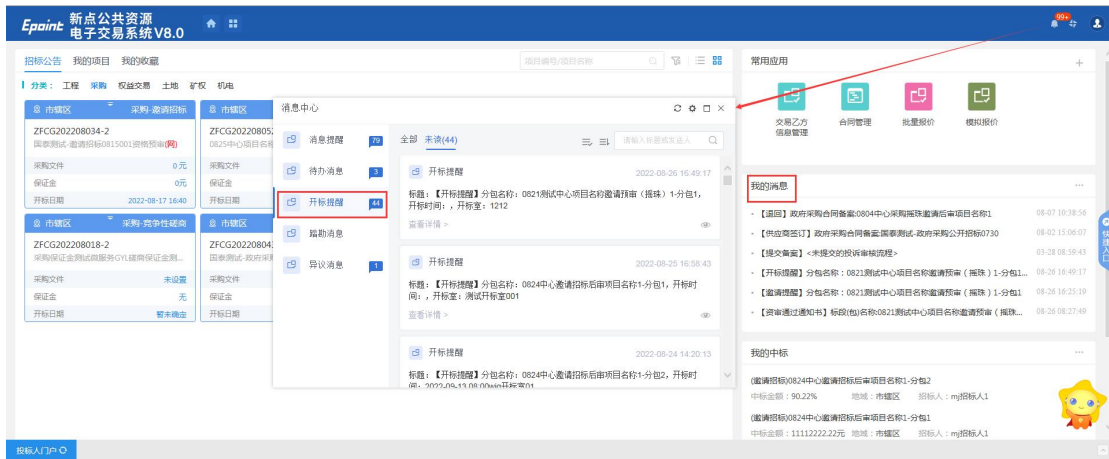 Epoint 新点公共资源
电子交易系统V8.0
99+
招标公告 我的项目 我的收藏
项目编号/项目名称
分类： 工程 采购 权益交易 土地 矿权 机电
市辖区 采购-邀请招标
ZFCG202208034-2
国泰测试-邀请招标0815001资格预审(网)
采购文件 0元
保证金 0元
开标日期 2022-08-17 16:40
市辖区
ZFCG202208052
0825中心项目名称
采购文件
保证金
开标日期
市辖区 采购-竞争性磋商
ZFCG202208018-2
采购保证金测试微服务GYL磋商保证金测...
采购文件 未设置
保证金 无
开标日期 暂未确定
市辖区
ZFCG202208043
国泰测试-政府采购
采购文件
保证金
开标日期
消息中心
消息提醒 79
待办消息 3
开标提醒 44
踏勘消息
异议消息 1
全部 未读(44)
请输入标题或发送人
开标提醒 2022-08-26 16:49:17
标题：【开标提醒】分包名称：0821测试中心项目名称邀请预审（摇珠）1-分包1，
开标时间：，开标室：1212
查看详情 >
开标提醒 2022-08-25 16:58:43
标题：【开标提醒】分包名称：0824中心邀请招标后审项目名称1-分包1，开标时
间：，开标室：测试开标室001
查看详情 >
开标提醒 2022-08-24 14:20:13
标题：【开标提醒】分包名称：0824中心邀请招标后审项目名称1-分包2，开标时
间：2022-09-13 08:00win开标室01
常用应用
交易乙方
信息管理
合同管理
批量报价
模拟报价
我的消息
【退回】政府采购合同备案:0804中心采购摇珠邀请后审项目名称1 08-07 10:38:56
【供应商签订】政府采购合同备案:国泰测试-政府采购公开招标0730 08-02 15:06:07
【提交备案】<未提交的投诉审核流程> 03-28 08:59:43
【开标提醒】分包名称：0821测试中心项目名称邀请预审（摇珠）1-分包1... 08-26 16:49:17
【邀请提醒】分包名称：0821测试中心项目名称邀请预审（摇珠）1-分包1 08-26 16:25:19
【资审通过通知书】标段(包)名称:0821测试中心项目名称邀请预审（摇珠... 08-26 08:27:49
快捷入口
我的中标
(邀请招标)0824中心邀请招标后审项目名称1-分包2
中标金额：90.22% 地域：市辖区 招标人：mj招标人1
(邀请招标)0824中心邀请招标后审项目名称1-分包1
中标金额：11112222.22元 地域：市辖区 招标人：mj招标人1
投标人门户